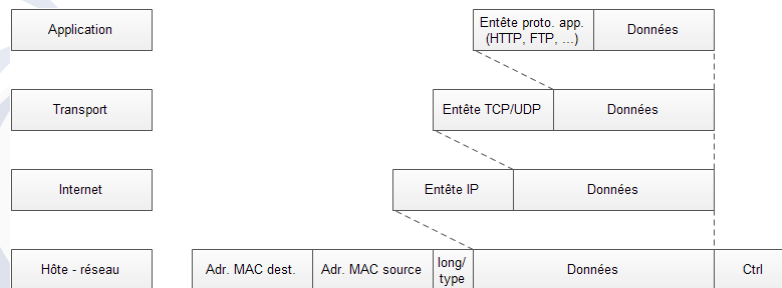 Application
Entête proto. app.
(HTTP, FTP, ...)
Données
Transport
Entête TCP/UDP
Données
Internet
Entête IP
Données
Hôte - réseau
Adr. MAC dest.
Adr. MAC source
long/
type
Données
Ctrl